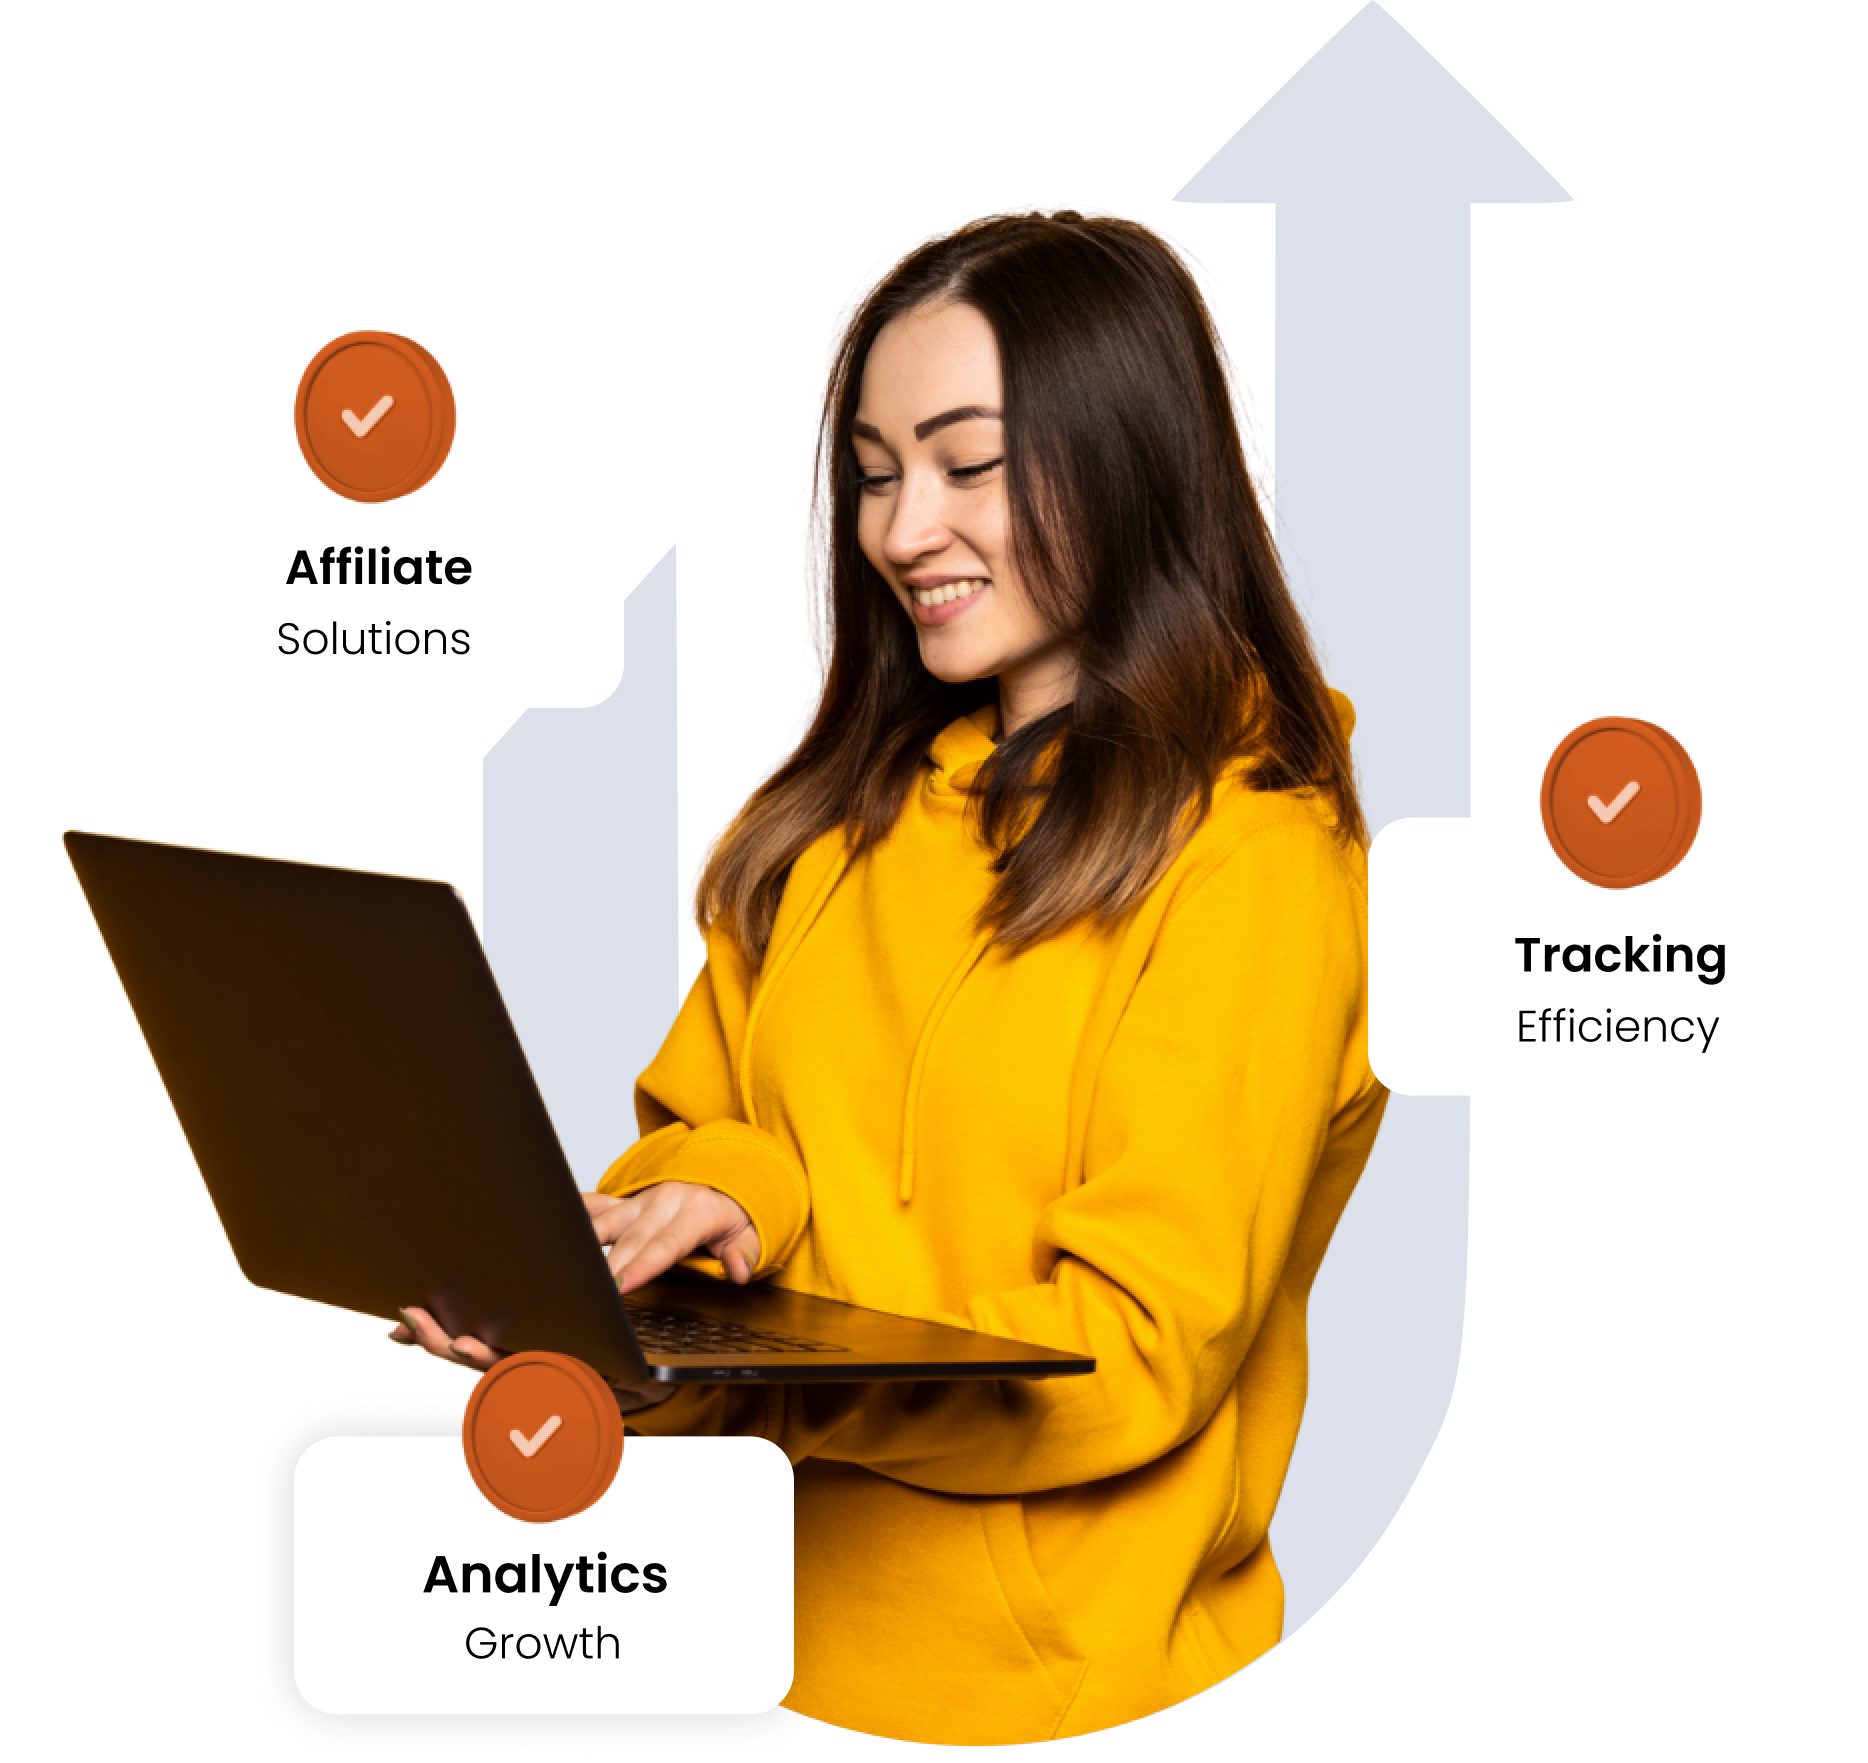 Affiliate
Solutions
Tracking
Efficiency
Analytics
Growth